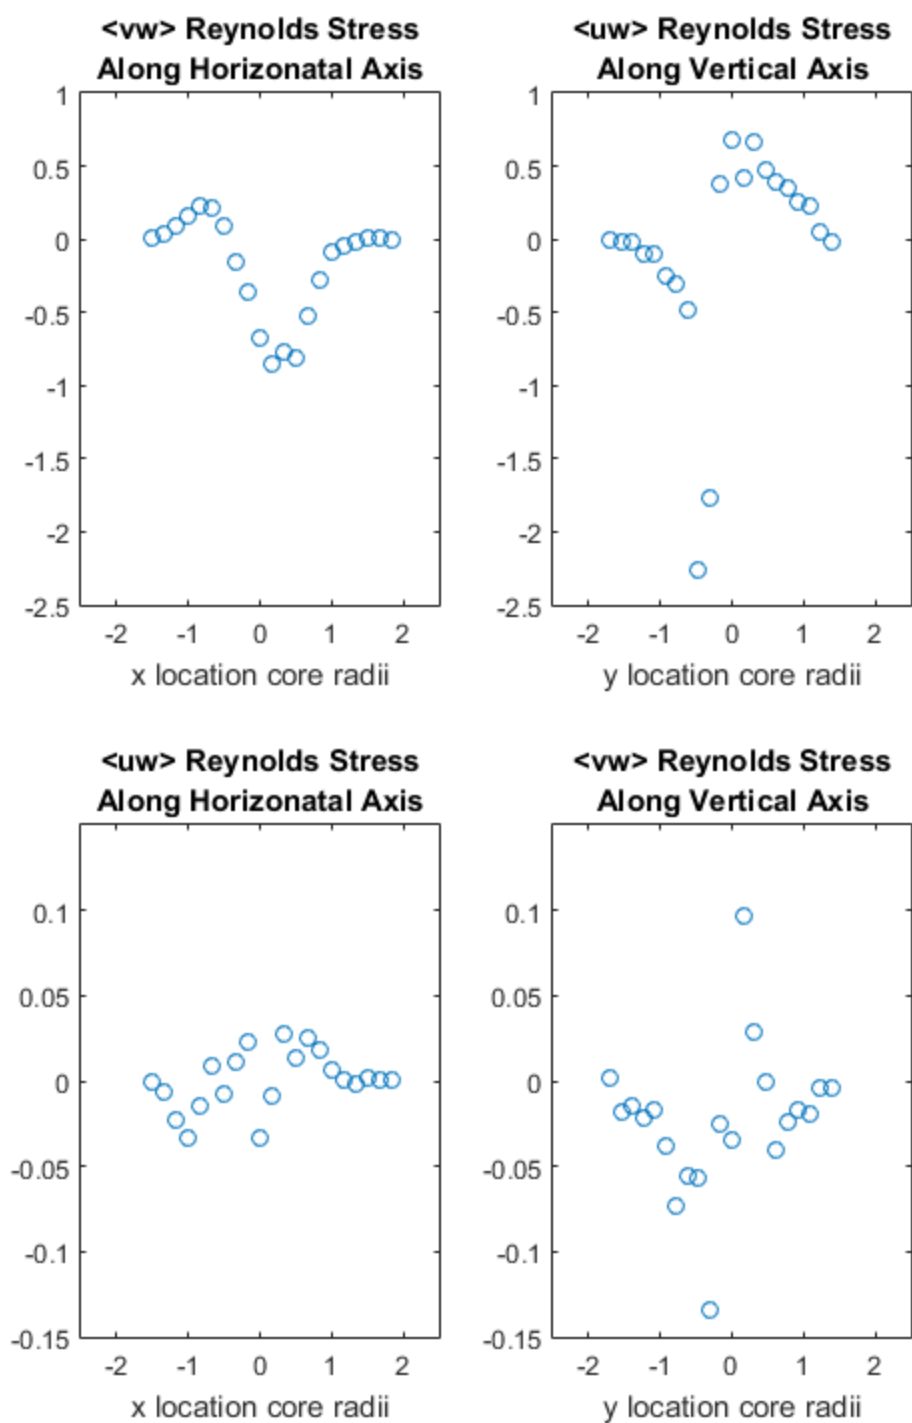 <vw> Reynolds Stress
Along Horizonatal Axis
1
0.5
0
-0.5
-1
-1.5
-2
-2.5
-2 -1 0 1 2
x location core radii
<uw> Reynolds Stress
Along Vertical Axis
1
0.5
0
-0.5
-1
-1.5
-2
-2.5
-2 -1 0 1 2
y location core radii
<uw> Reynolds Stress
Along Horizonatal Axis
0.1
0.05
0
-0.05
-0.1
-0.15
-2 -1 0 1 2
x location core radii
<vw> Reynolds Stress
Along Vertical Axis
0.1
0.05
0
-0.05
-0.1
-0.15
-2 -1 0 1 2
y location core radii